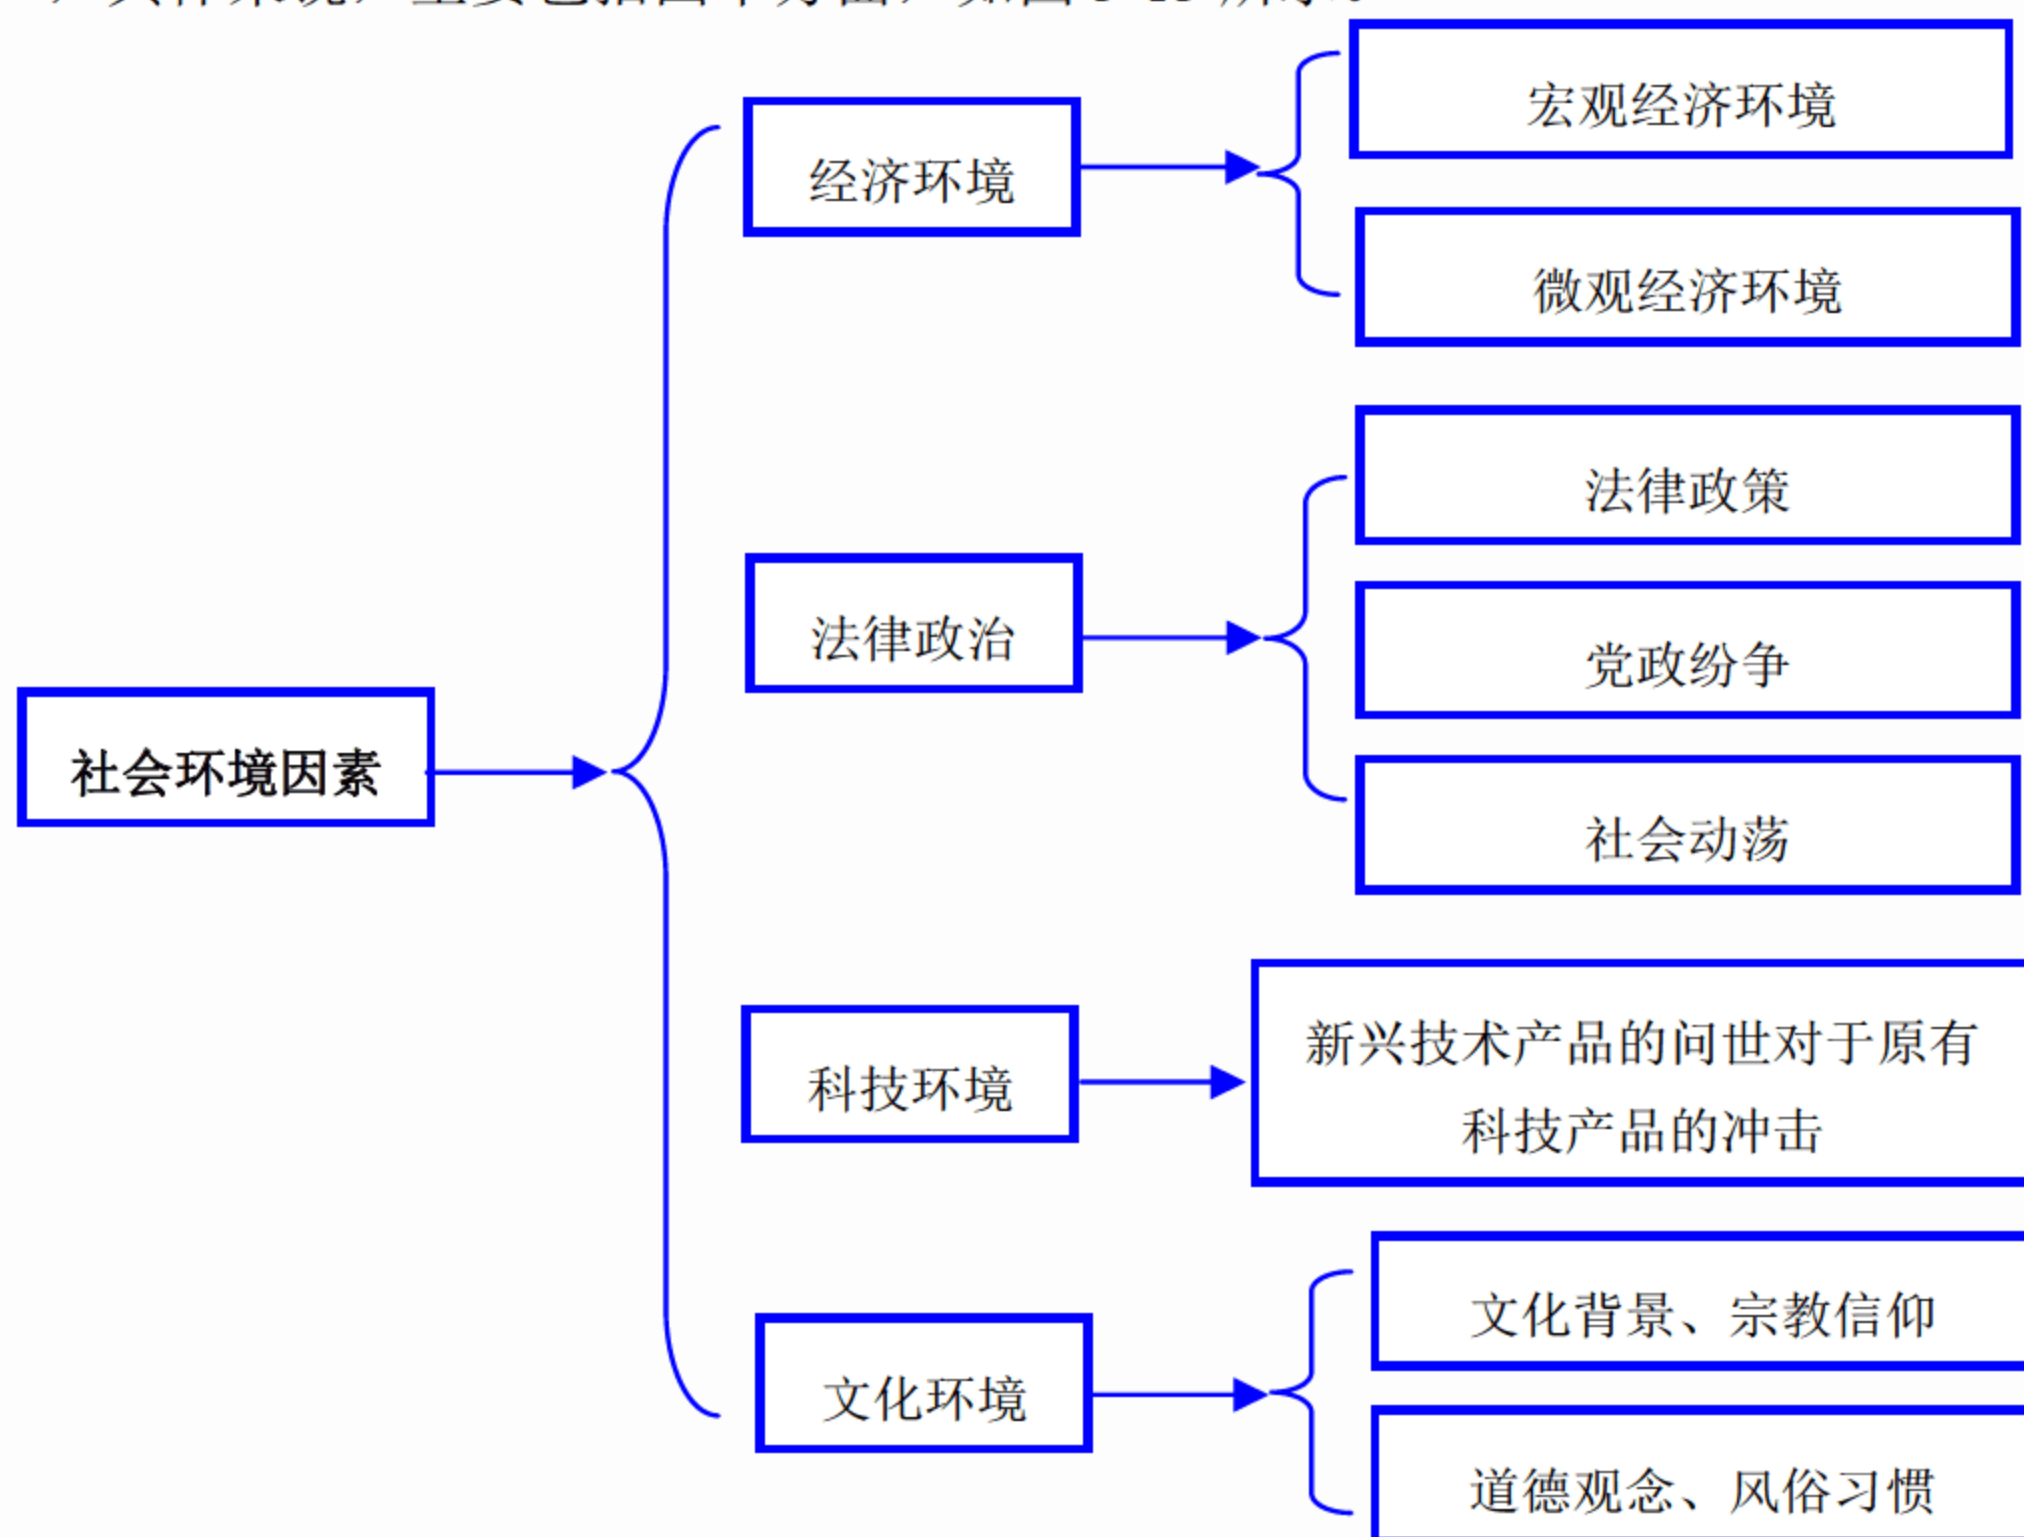 社会环境因素
经济环境
宏观经济环境
微观经济环境
法律政治
法律政策
党政纷争
社会动荡
科技环境
新兴技术产品的问世对于原有
科技产品的冲击
文化环境
文化背景、宗教信仰
道德观念、风俗习惯